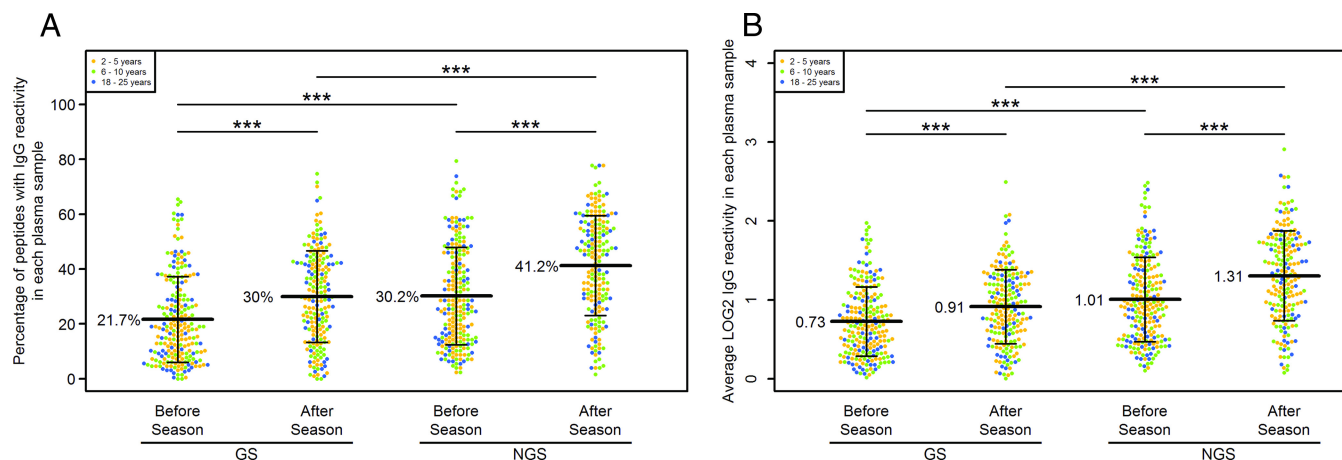 A
Percentage of peptides with IgG reactivity
in each plasma sample
2 - 5 years
6 - 10 years
18 - 25 years
***
***
***
***
100
80
60
40
20
0
21.7%
30%
30.2%
41.2%
Before
Season
After
Season
Before
Season
After
Season
GS
NGS
B
Average LOG2 IgG reactivity in each plasma sample
2 - 5 years
6 - 10 years
18 - 25 years
***
***
***
***
4
3
2
1
0
0.73
0.91
1.01
1.31
Before
Season
After
Season
Before
Season
After
Season
GS
NGS